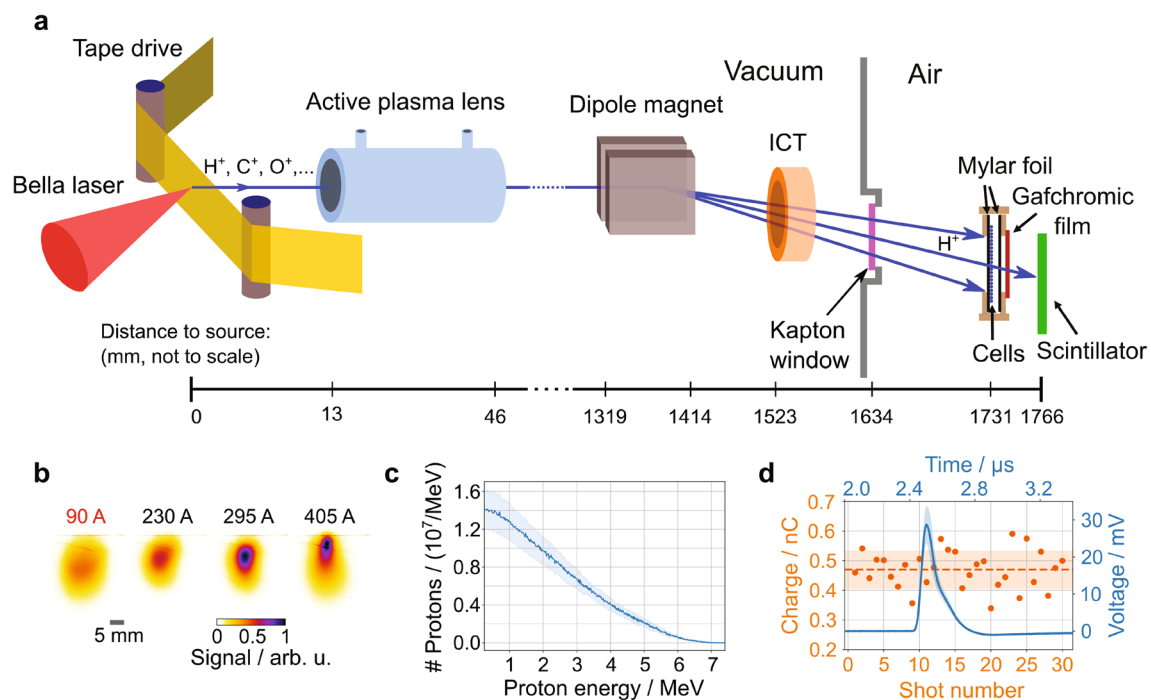 a
Tape drive
Active plasma lens
Dipole magnet
Vacuum
Air
ICT
H⁺, C⁺, O⁺,...
Bella laser
Mylar foil
Gafchromic
film
H⁺
Distance to source:
(mm, not to scale)
Kapton
window
Cells
Scintillator
0
13
46
1319
1414
1523
1634
1731
1766
b
90 A
230 A
295 A
405 A
5 mm
0
0.5
1
Signal / arb. u.
c
# Protons / (10⁷/MeV)
1.6
1.2
0.8
0.4
0.0
1
2
3
4
5
6
7
Proton energy / MeV
d
Time / µs
2.0
2.4
2.8
3.2
Charge / nC
0.7
0.6
0.5
0.4
0.3
0.2
30
20
10
0
Voltage / mV
0
5
10
15
20
25
30
Shot number